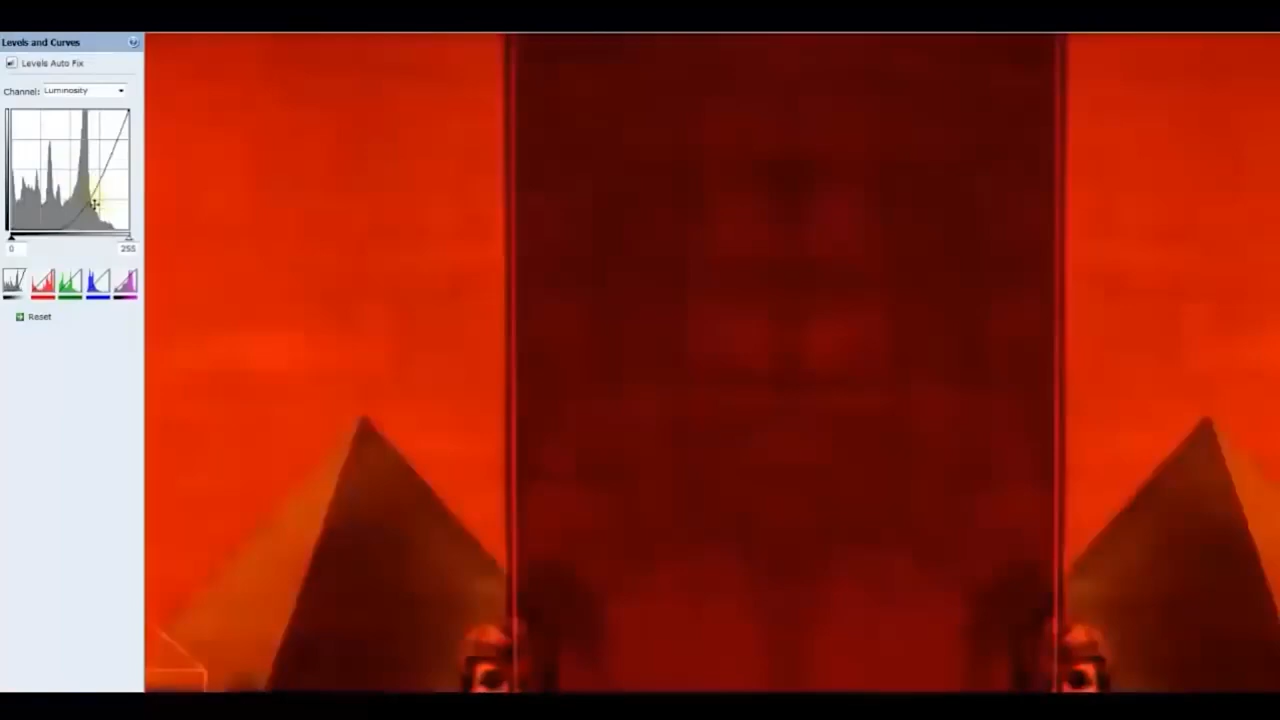 Levels and Curves
Levels Auto Fix
Channel: Luminosity
0 255
Reset